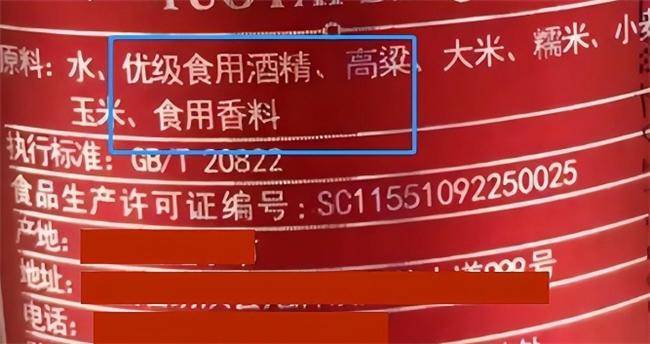 原料：水、优级食用酒精、高粱、大米、糯米、小麦
玉米、食用香料
执行标准：GB/T 20822
食品生产许可证编号：SC11551092250025
产地：
地址：
电话：